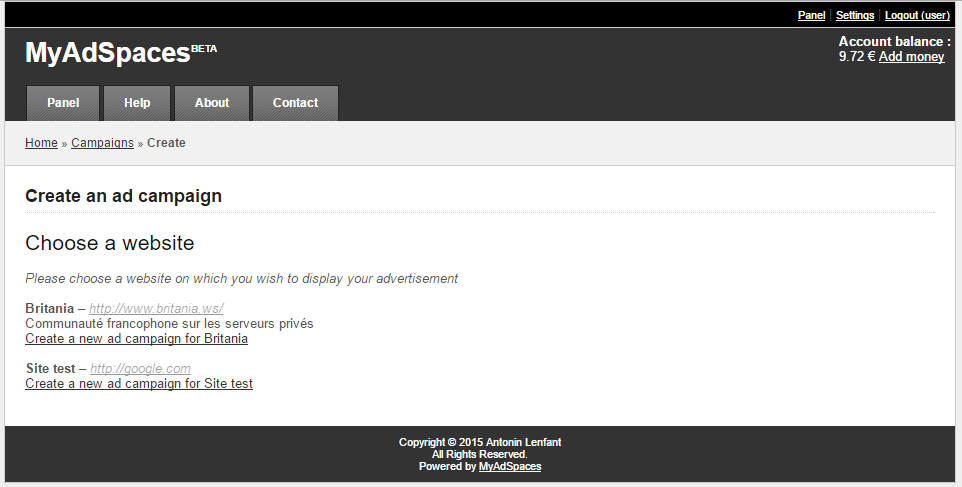 Panel | Settings | Logout (user)
MyAdSpaces BETA
Account balance :
9.72 € Add money
Panel Help About Contact
Home » Campaigns » Create
Create an ad campaign
Choose a website
Please choose a website on which you wish to display your advertisement
Britania – http://www.britania.ws/
Communauté francophone sur les serveurs privés
Create a new ad campaign for Britania
Site test – http://google.com
Create a new ad campaign for Site test
Copyright © 2015 Antonin Lenfant
All Rights Reserved.
Powered by MyAdSpaces